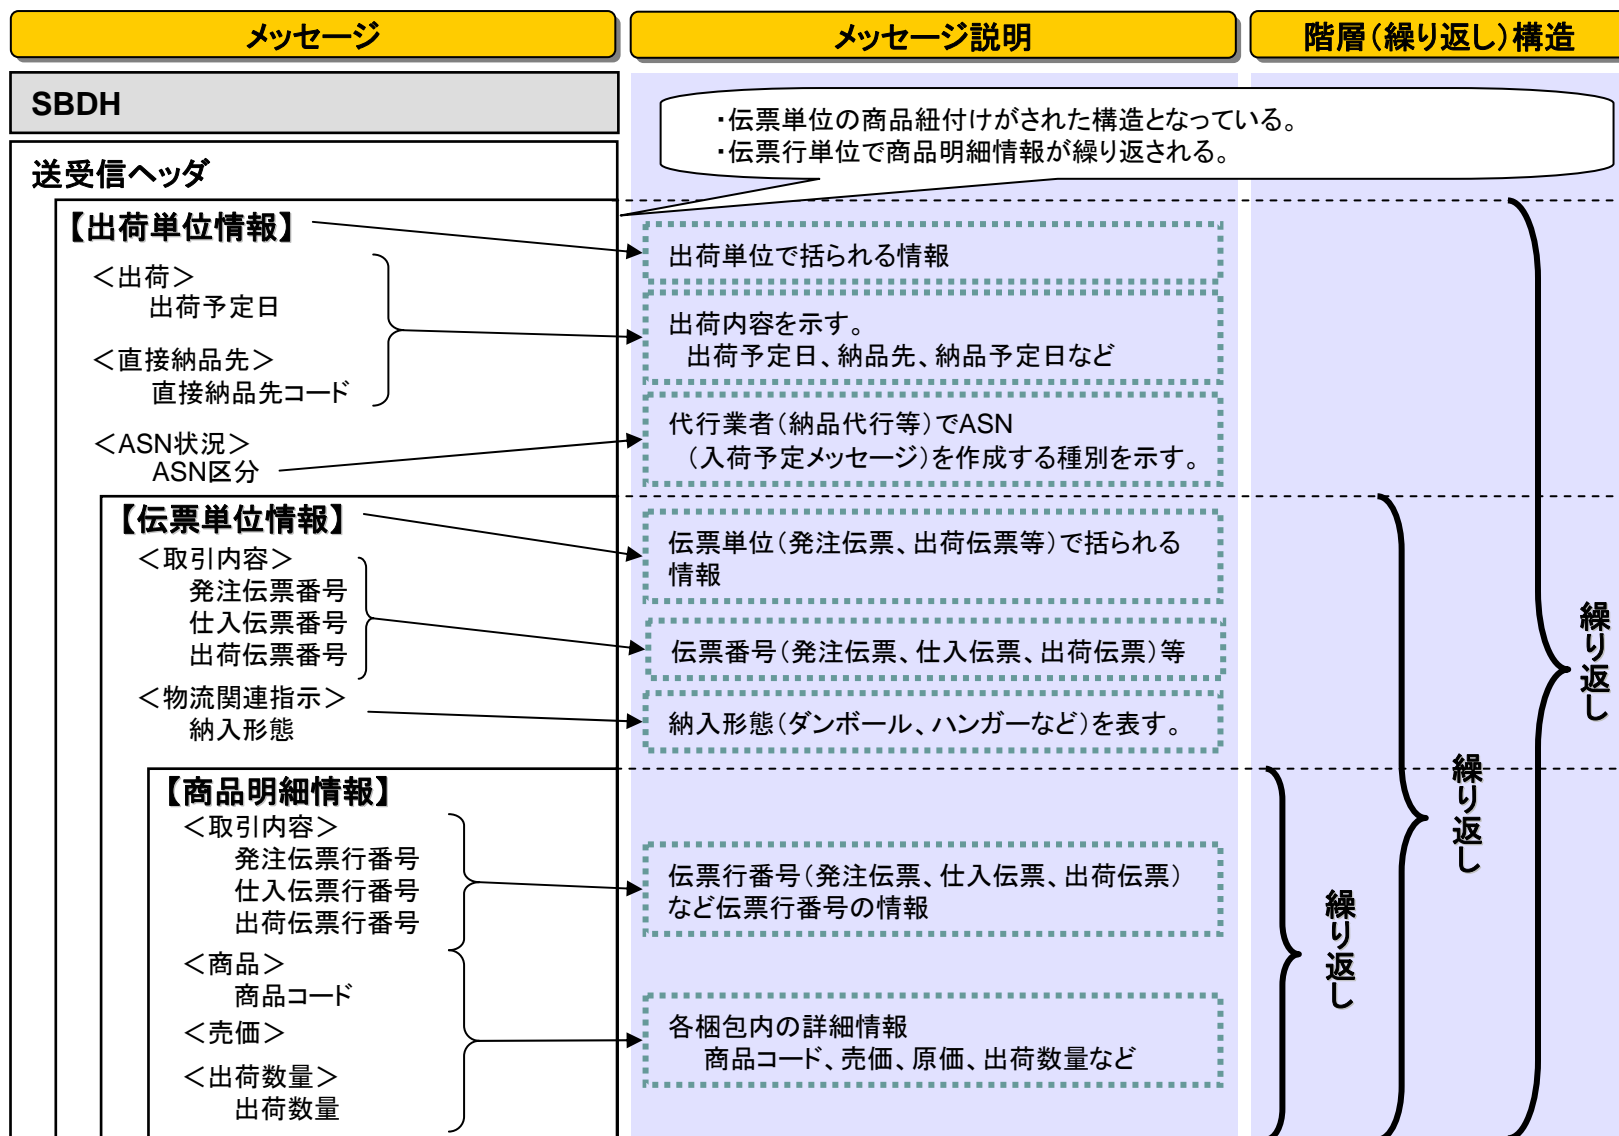 メッセージ
メッセージ説明
階層(繰り返し)構造
SBDH
・伝票単位の商品紐付けがされた構造となっている。
・伝票行単位で商品明細情報が繰り返される。
送受信ヘッダ
【出荷単位情報】
＜出荷＞
出荷予定日
＜直接納品先＞
直接納品先コード
＜ASN状況＞
ASN区分
出荷単位で括られる情報
出荷内容を示す。
出荷予定日、納品先、納品予定日など
代行業者(納品代行等)でASN
(入荷予定メッセージ)を作成する種別を示す。
【伝票単位情報】
＜取引内容＞
発注伝票番号
仕入伝票番号
出荷伝票番号
＜物流関連指示＞
納入形態
伝票単位(発注伝票、出荷伝票等)で括られる
情報
伝票番号(発注伝票、仕入伝票、出荷伝票)等
納入形態(ダンボール、ハンガーなど)を表す。
【商品明細情報】
＜取引内容＞
発注伝票行番号
仕入伝票行番号
出荷伝票行番号
＜商品＞
商品コード
＜売価＞
＜出荷数量＞
出荷数量
伝票行番号(発注伝票、仕入伝票、出荷伝票)
など伝票行番号の情報
各梱包内の詳細情報
商品コード、売価、原価、出荷数量など
繰り返し
繰り返し
繰り返し